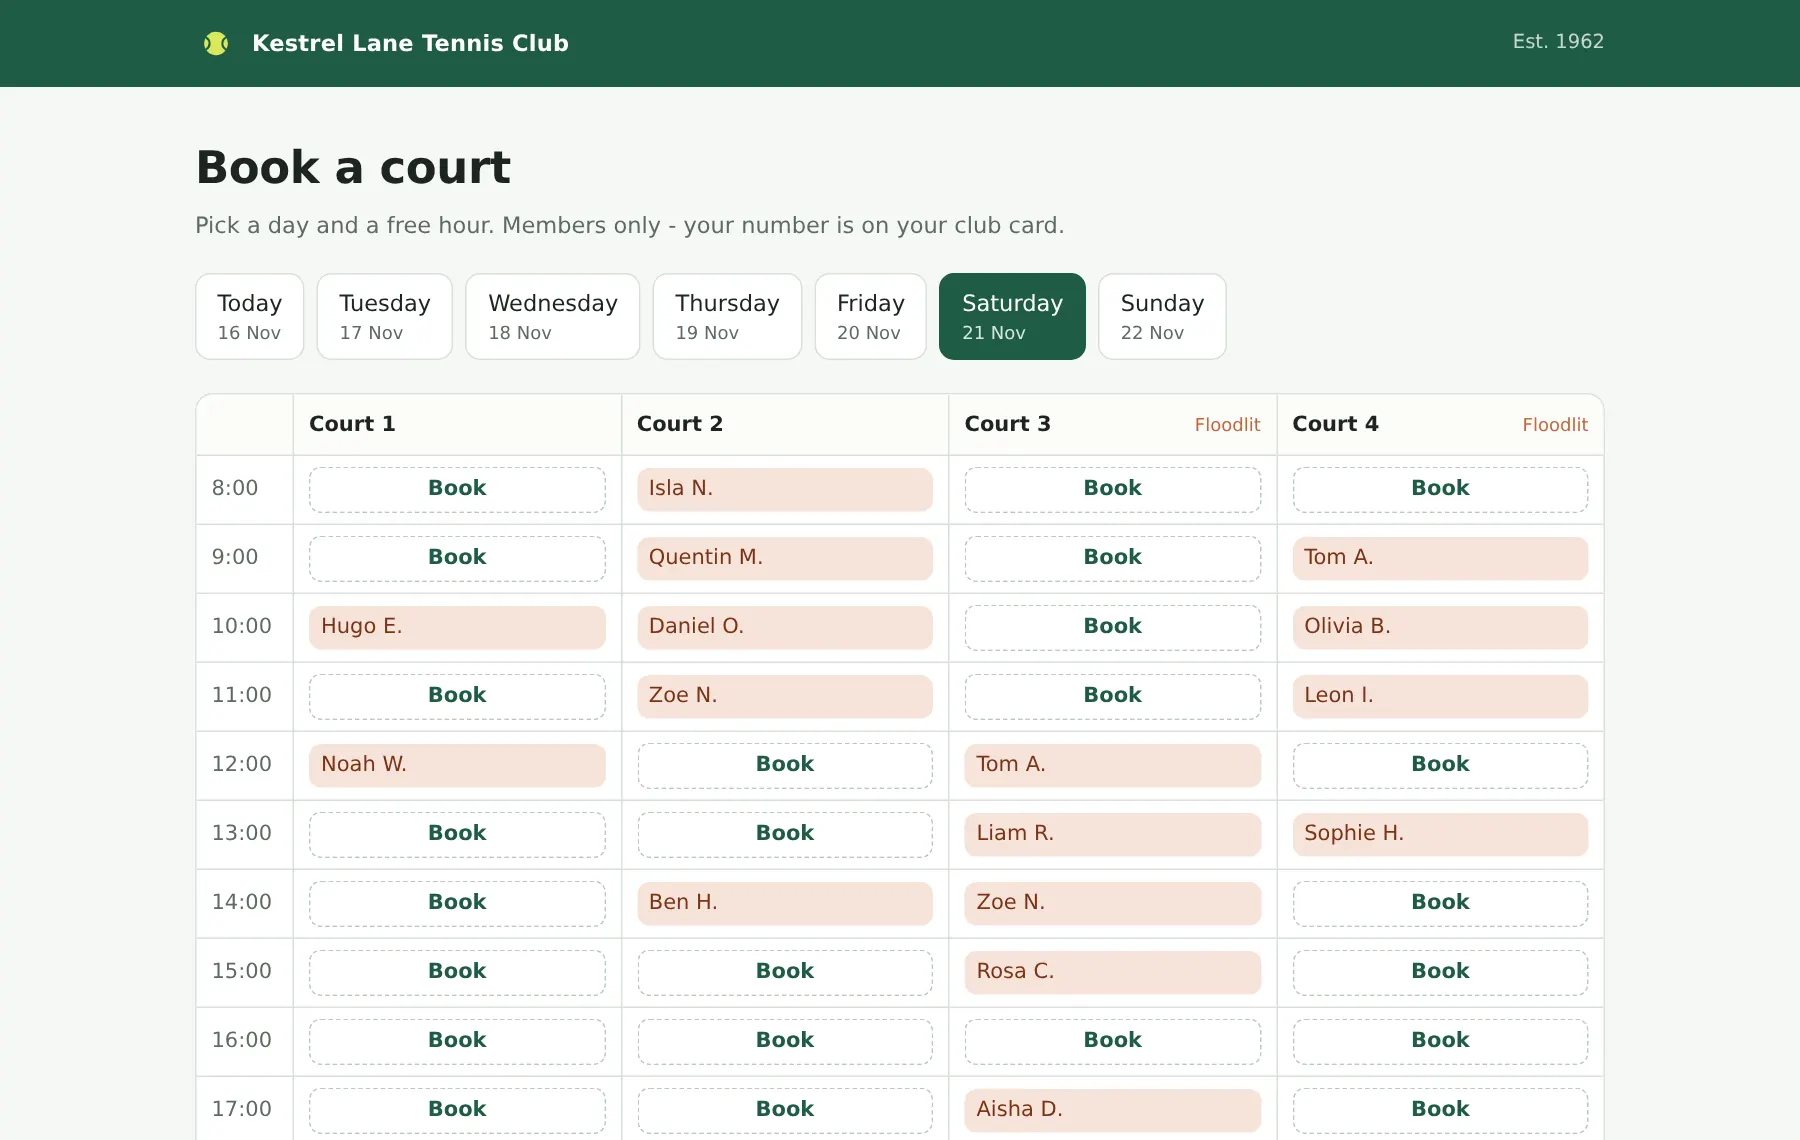 Kestrel Lane Tennis Club
Est. 1962
Book a court
Pick a day and a free hour. Members only - your number is on your club card.
Today Tuesday Wednesday Thursday Friday Saturday Sunday
16 Nov 17 Nov 18 Nov 19 Nov 20 Nov 21 Nov 22 Nov
Court 1 Court 2 Court 3 Floodlit Court 4 Floodlit
8:00 Book Isla N. Book Book
9:00 Book Quentin M. Book Tom A.
10:00 Hugo E. Daniel O. Book Olivia B.
11:00 Book Zoe N. Book Leon I.
12:00 Noah W. Book Tom A. Book
13:00 Book Book Liam R. Sophie H.
14:00 Book Ben H. Zoe N. Book
15:00 Book Book Rosa C. Book
16:00 Book Book Book Book
17:00 Book Book Aisha D. Book